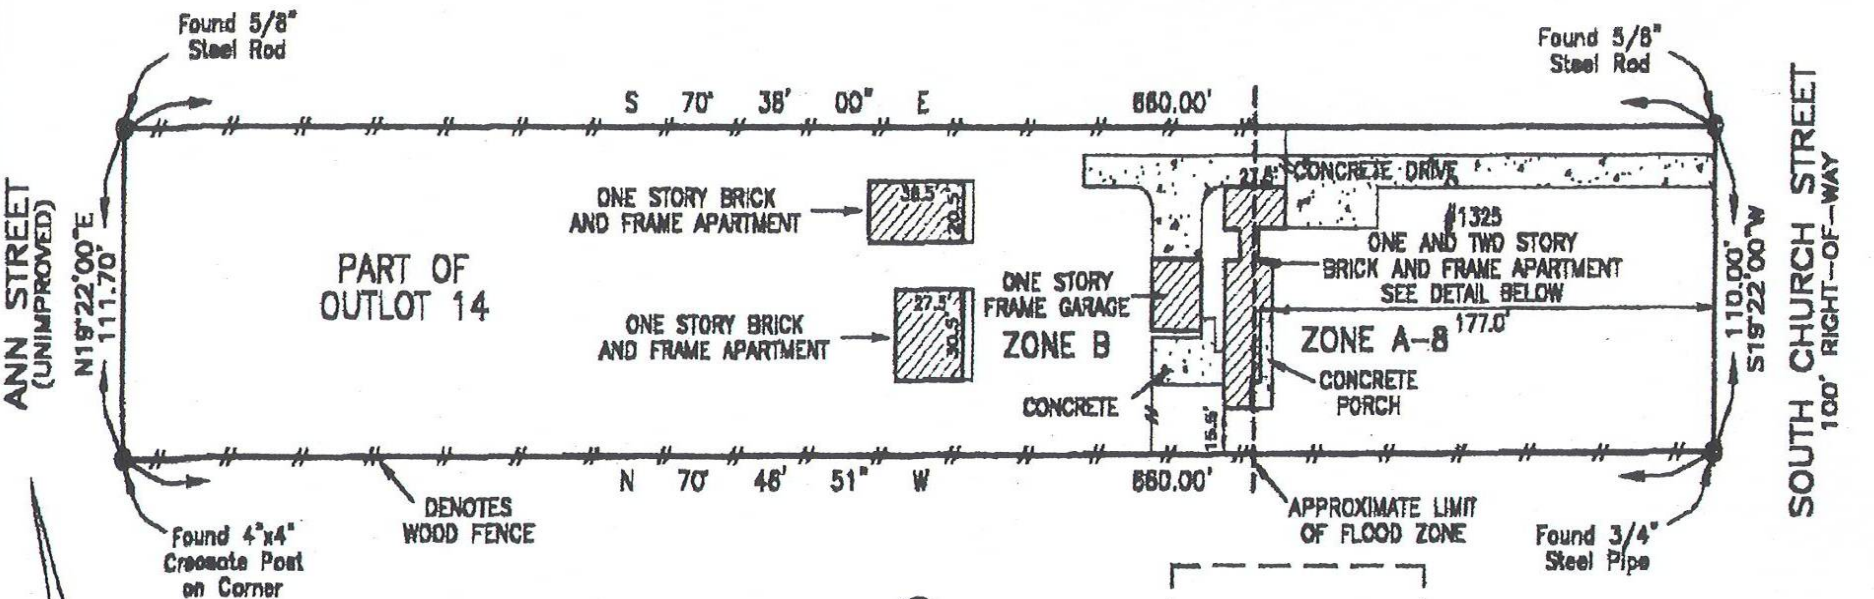 Found 5/8"
Steel Rod
Found 5/8"
Steel Rod
S 70° 38' 00" E 660.00'
ANN STREET
(UNIMPROVED)
N19°22'00"E
111.70'
PART OF
OUTLOT 14
ONE STORY BRICK
AND FRAME APARTMENT
38.5'
20.5'
ONE STORY BRICK
AND FRAME APARTMENT
27.5'
30.5'
ONE STORY
FRAME GARAGE
ZONE B
CONCRETE
CONCRETE DRIVE
#1325
ONE AND TWO STORY
BRICK AND FRAME APARTMENT
SEE DETAIL BELOW
177.0'
ZONE A-8
CONCRETE
PORCH
15.5'
110.00'
S19°22'00"W
SOUTH CHURCH STREET
100' RIGHT-OF-WAY
N 70° 46' 51" W 660.00'
DENOTES
WOOD FENCE
APPROXIMATE LIMIT
OF FLOOD ZONE
Found 4"x4"
Creosote Post
on Corner
Found 3/4"
Steel Pipe